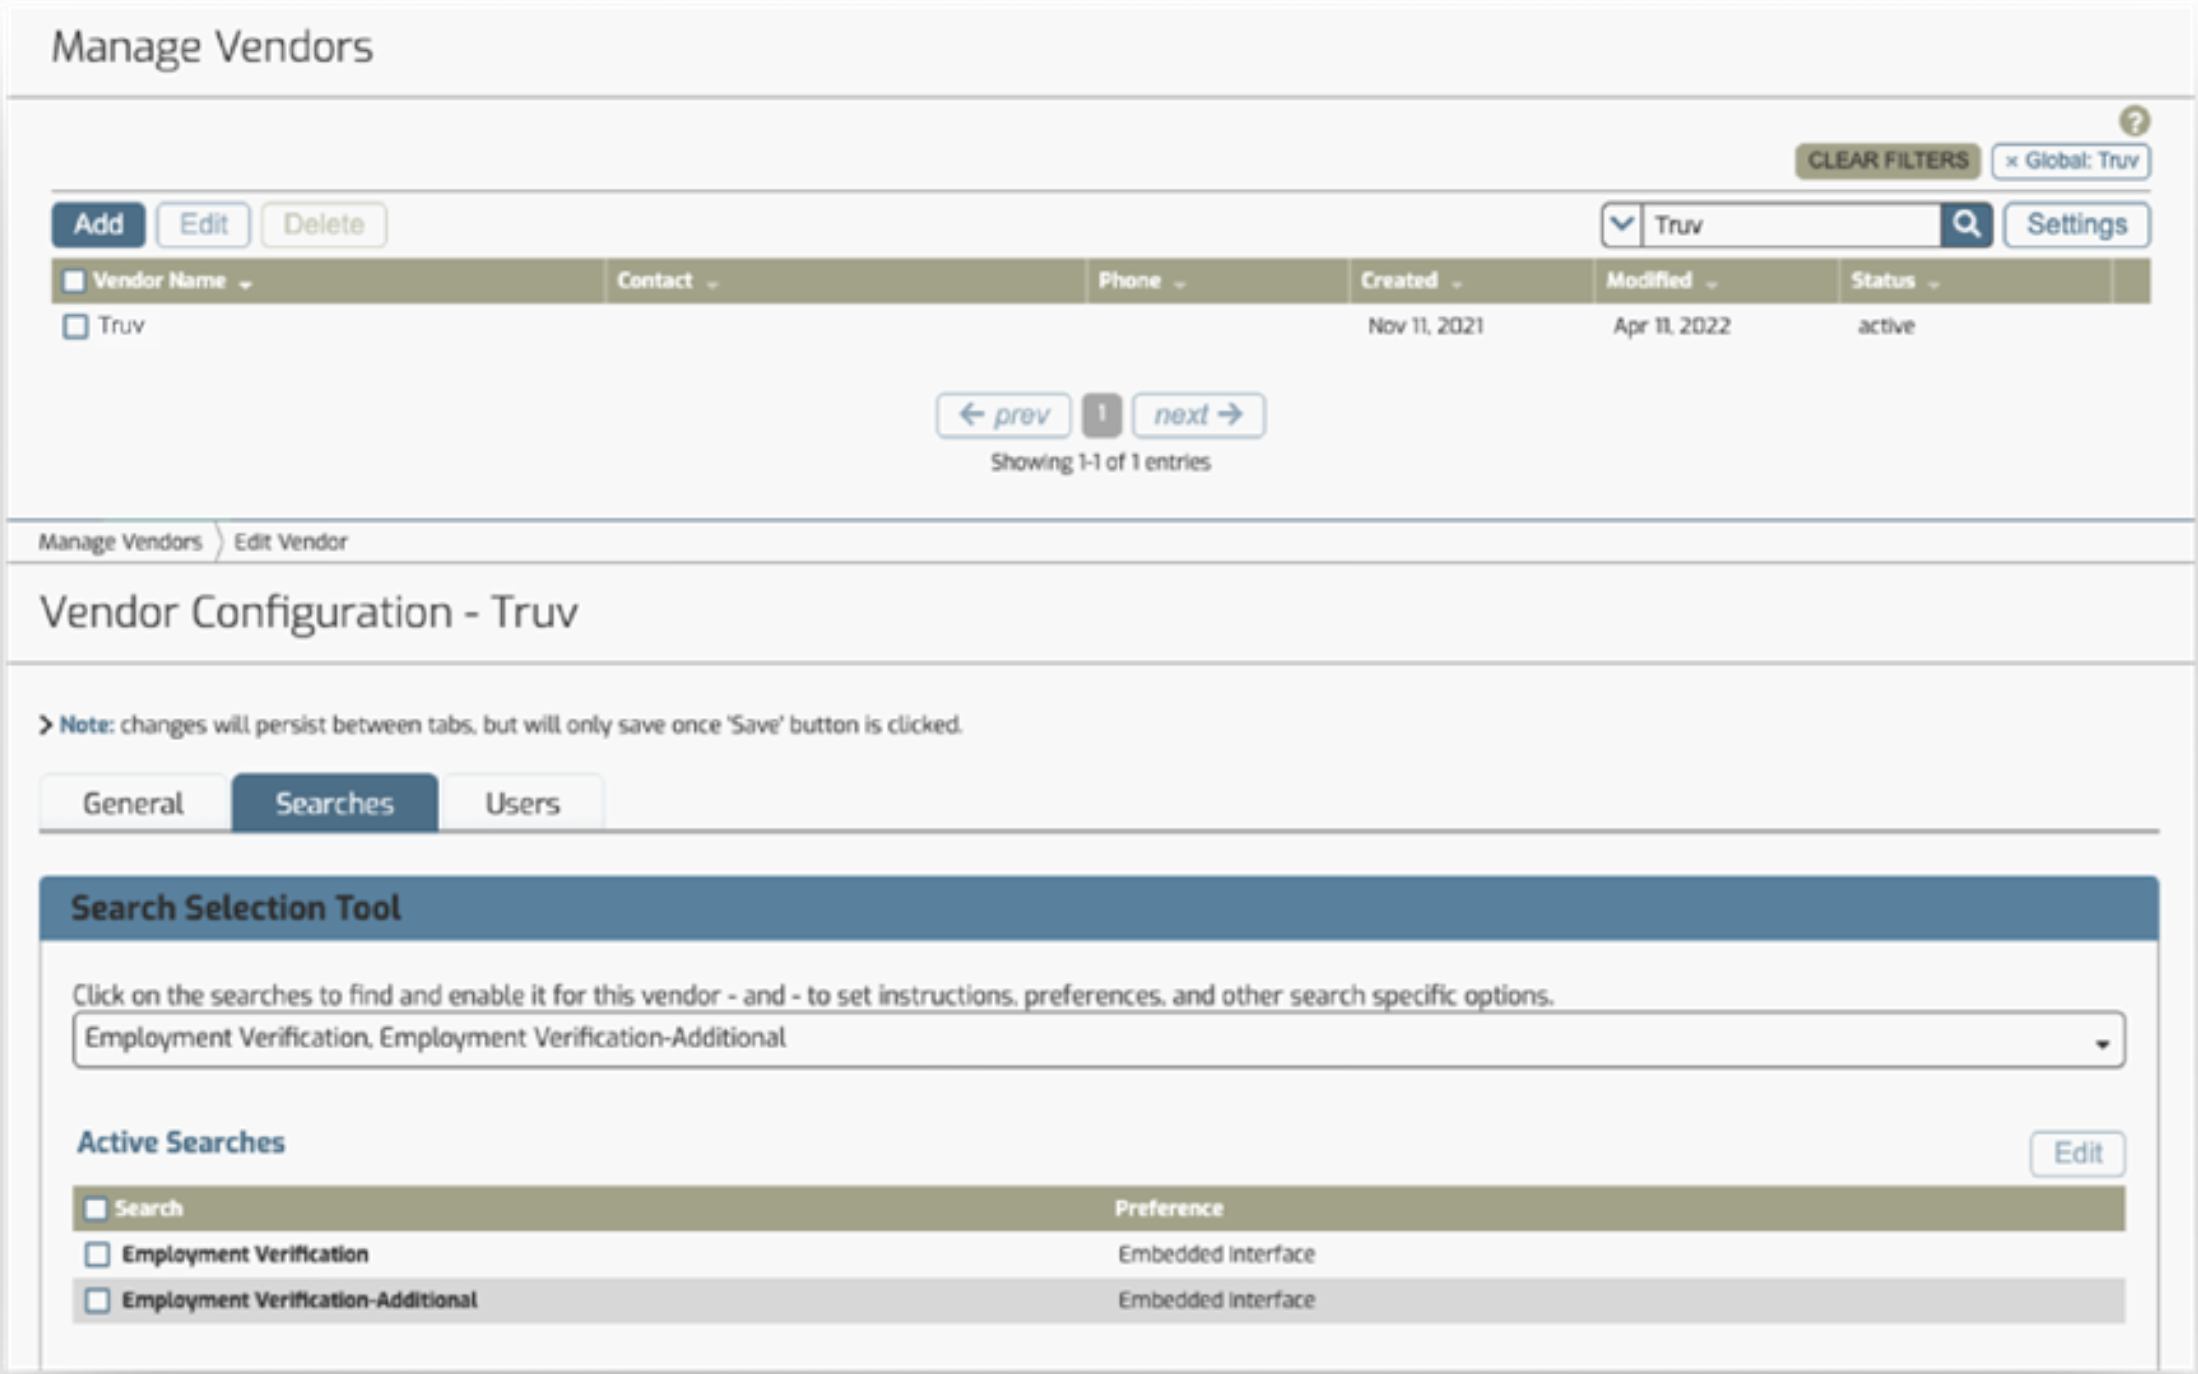 Manage Vendors
?
CLEAR FILTERS × Global: Truv
Add Edit Delete Truv Settings
Vendor Name Contact Phone Created Modified Status
Truv Nov 11, 2021 Apr 11, 2022 active
← prev 1 next →
Showing 1-1 of 1 entries
Manage Vendors Edit Vendor
Vendor Configuration - Truv
Note: changes will persist between tabs, but will only save once 'Save' button is clicked.
General Searches Users
Search Selection Tool
Click on the searches to find and enable it for this vendor - and - to set instructions, preferences, and other search specific options.
Employment Verification, Employment Verification-Additional
Active Searches Edit
Search Preference
Employment Verification Embedded Interface
Employment Verification-Additional Embedded Interface